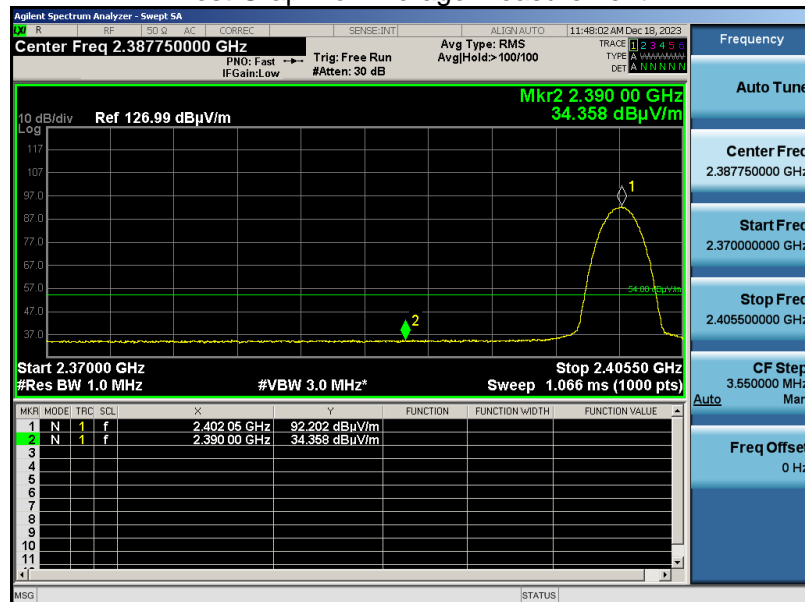 Agilent Spectrum Analyzer - Swept SA
LXI R RF 50 Ω AC CORREC SENSE:INT ALIGN AUTO 11:48:02 AM Dec 18, 2023
Center Freq 2.387750000 GHz
PNO: Fast
IFGain:Low
Trig: Free Run
#Atten: 30 dB
Avg Type: RMS
Avg|Hold:>100/100
TRACE 1 2 3 4 5 6
TYPE A WWWWW
DET A N N N N N
Mkr2 2.390 00 GHz
34.358 dBµV/m
10 dB/div Ref 126.99 dBµV/m
Log
117
107
97.0
87.0
77.0
67.0
57.0
47.0
37.0
1
54.00 dBµV/m
2
Start 2.37000 GHz Stop 2.40550 GHz
#Res BW 1.0 MHz #VBW 3.0 MHz* Sweep 1.066 ms (1000 pts)
MKR MODE TRC SCL X Y FUNCTION FUNCTION WIDTH FUNCTION VALUE
1 N 1 f 2.402 05 GHz 92.202 dBµV/m
2 N 1 f 2.390 00 GHz 34.358 dBµV/m
3
4
5
6
7
8
9
10
11
MSG STATUS
Frequency
Auto Tune
Center Freq
2.387750000 GHz
Start Freq
2.370000000 GHz
Stop Freq
2.405500000 GHz
CF Step
3.550000 MHz
Auto Man
Freq Offset
0 Hz